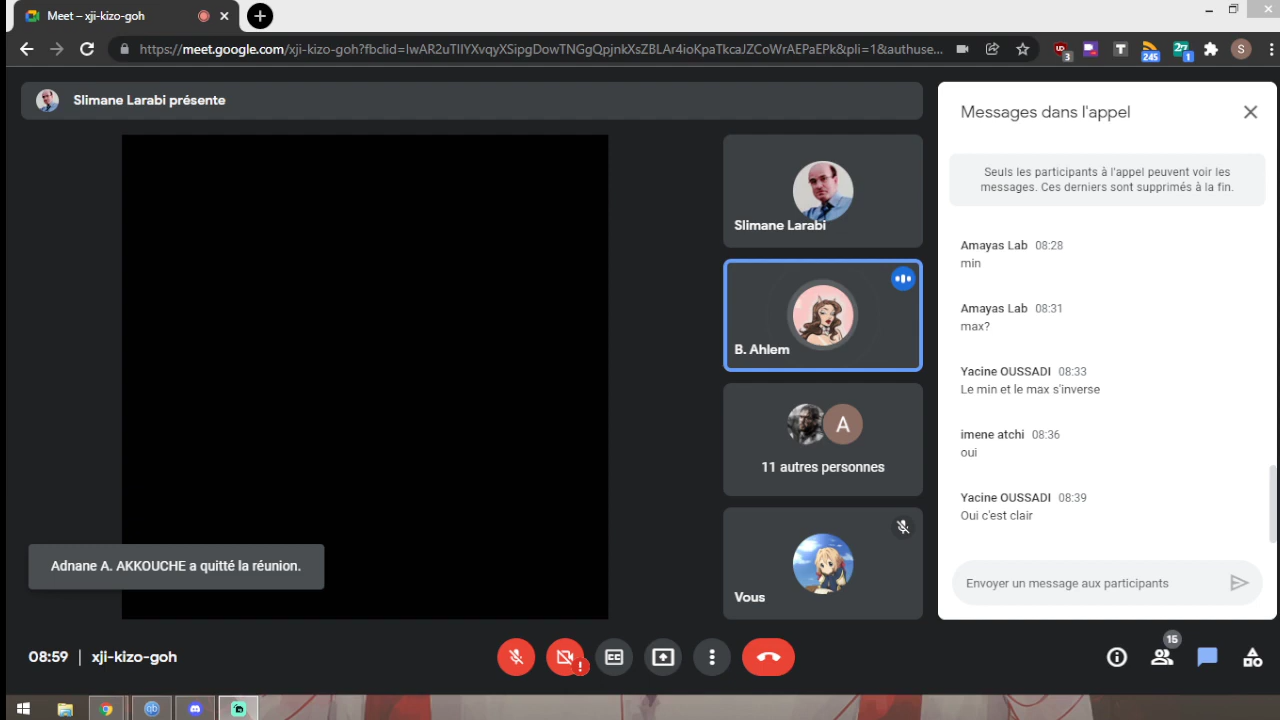 Meet – xji-kizo-goh
https://meet.google.com/xji-kizo-goh?fbclid=IwAR2uTIlYXvqyXSipgDowTNGgQpjnkXsZBLAr4ioKpaTkcaJZCoWrAEPaEPk&pli=1&authuse...
3
T
245
1
S
Slimane Larabi présente
Slimane Larabi
B. Ahlem
A
11 autres personnes
Vous
Adnane A. AKKOUCHE a quitté la réunion.
Messages dans l'appel
Seuls les participants à l'appel peuvent voir les
messages. Ces derniers sont supprimés à la fin.
Amayas Lab 08:28
min
Amayas Lab 08:31
max?
Yacine OUSSADI 08:33
Le min et le max s'inverse
imene atchi 08:36
oui
Yacine OUSSADI 08:39
Oui c'est clair
Envoyer un message aux participants
08:59 | xji-kizo-goh
15